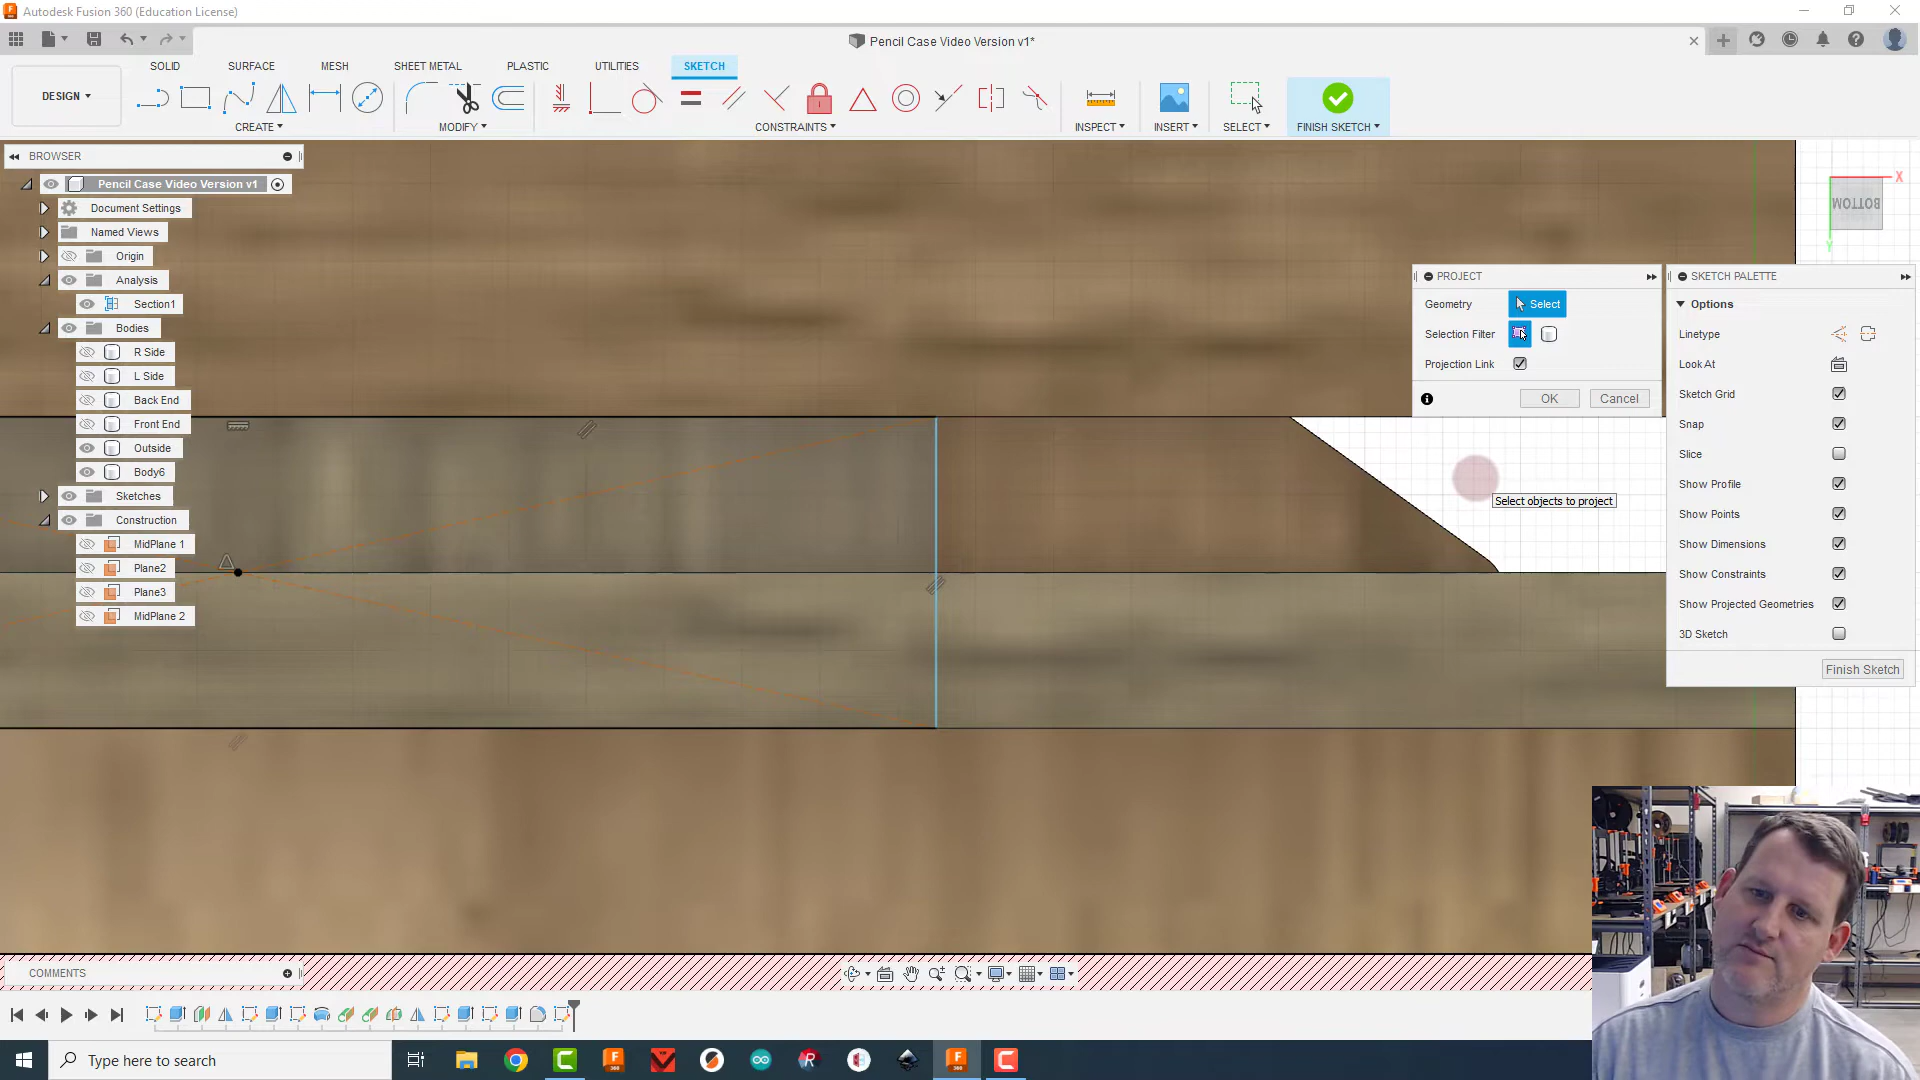 Autodesk Fusion 360 (Education License)
Pencil Case Video Version v1*
SOLID SURFACE MESH SHEET METAL PLASTIC UTILITIES SKETCH
DESIGN
CREATE MODIFY CONSTRAINTS INSPECT INSERT SELECT FINISH SKETCH
BROWSER
Pencil Case Video Version v1
Document Settings
Named Views
Origin
Analysis
Section1
Bodies
R Side
L Side
Back End
Front End
Outside
Body6
Sketches
Construction
MidPlane 1
Plane2
Plane3
MidPlane 2
X
BOTTOM
Y
PROJECT
Geometry Select
Selection Filter
Projection Link
OK Cancel
Select objects to project
SKETCH PALETTE
Options
Linetype
Look At
Sketch Grid
Snap
Slice
Show Profile
Show Points
Show Dimensions
Show Constraints
Show Projected Geometries
3D Sketch
Finish Sketch
COMMENTS
Type here to search